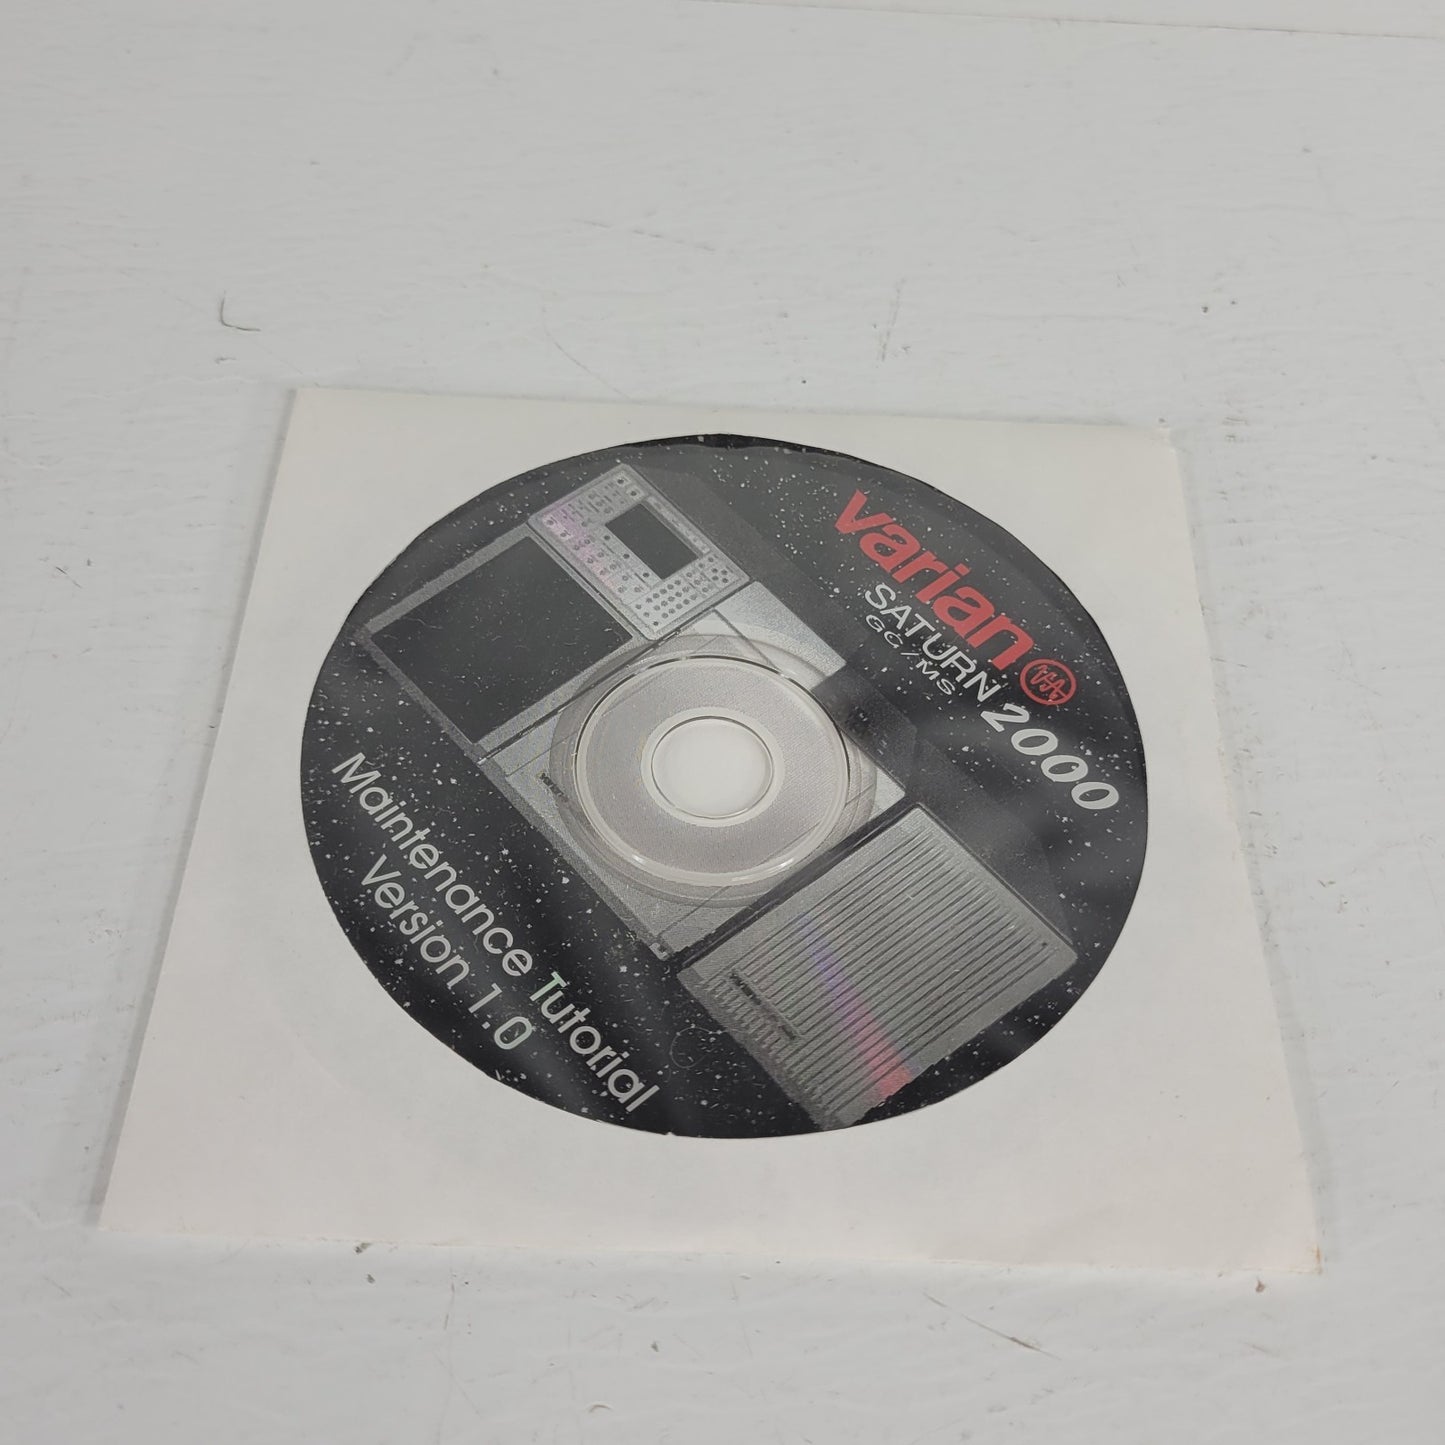 varian
SATURN 2000
GC/MS
Maintenance Tutorial
Version 1.0